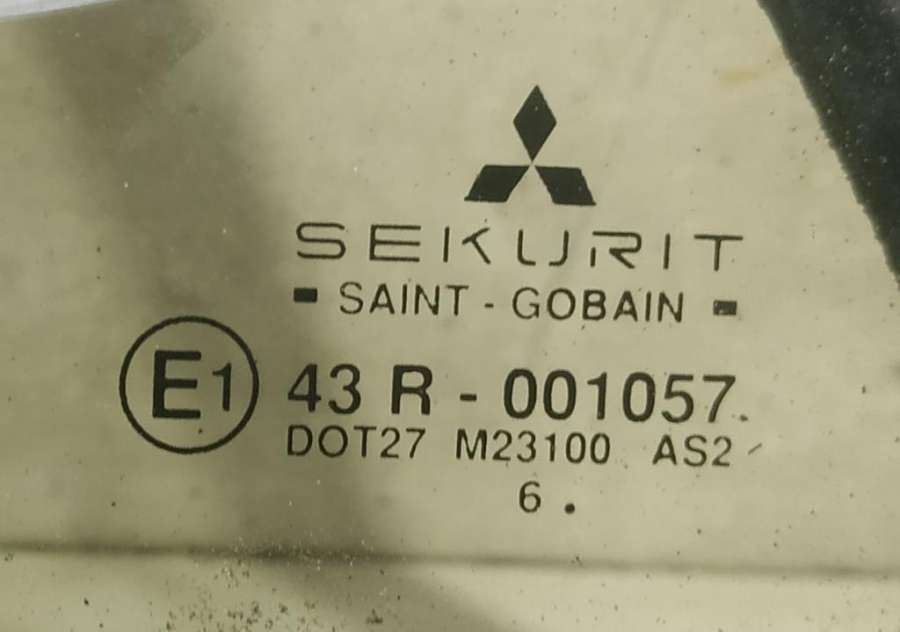 SEKURIT
- SAINT - GOBAIN -
E1 43 R - 001057.
DOT27 M23100 AS2
6 .